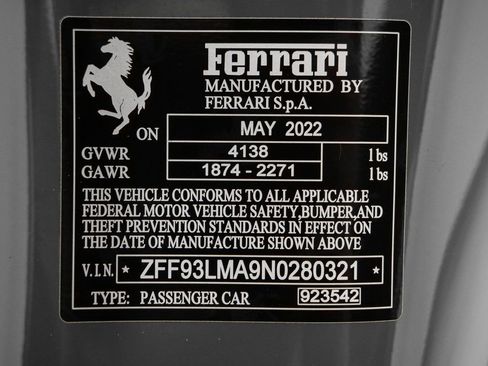 Ferrari
MANUFACTURED BY
FERRARI S.p.A.
ON MAY 2022
GVWR 4138 lbs
GAWR 1874 - 2271 lbs
THIS VEHICLE CONFORMS TO ALL APPLICABLE
FEDERAL MOTOR VEHICLE SAFETY,BUMPER,AND
THEFT PREVENTION STANDARDS IN EFFECT ON
THE DATE OF MANUFACTURE SHOWN ABOVE
V.I.N. * ZFF93LMA9N0280321 *
TYPE: PASSENGER CAR 923542